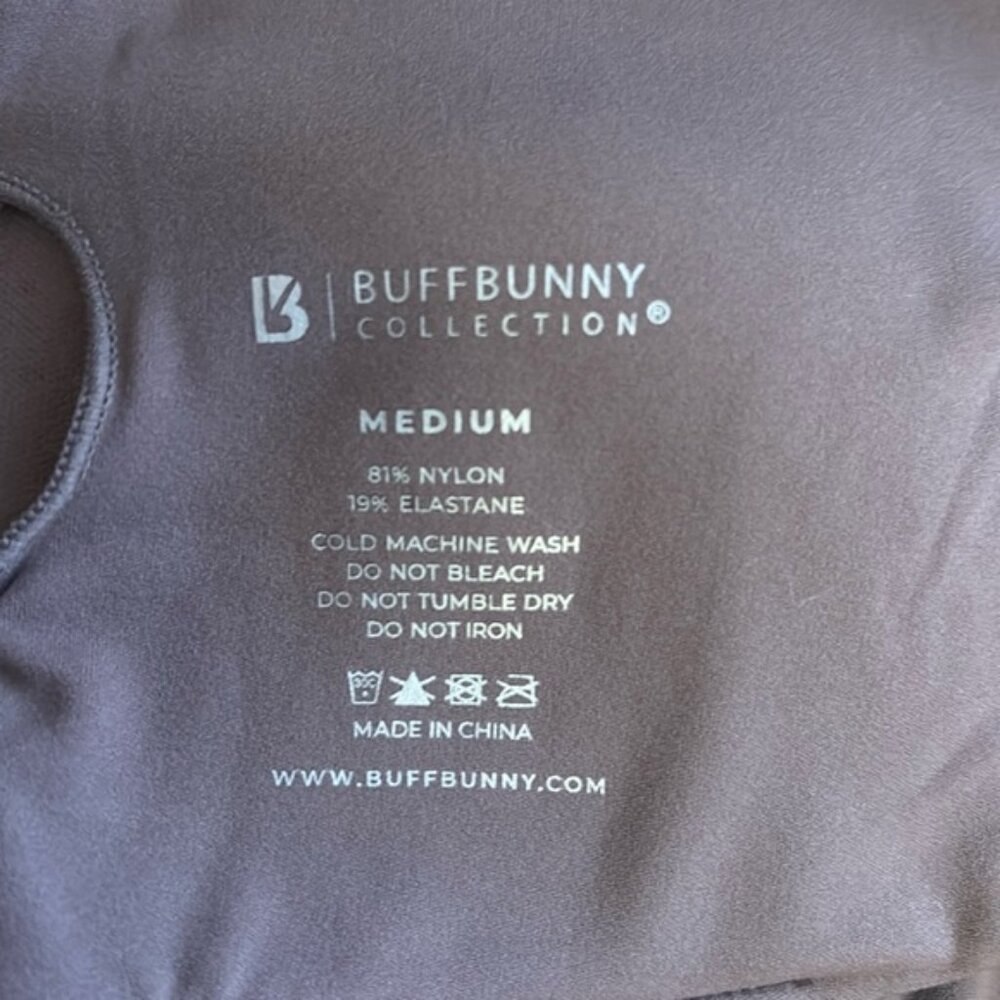 B | BUFFBUNNY
COLLECTION®
MEDIUM
81% NYLON
19% ELASTANE
COLD MACHINE WASH
DO NOT BLEACH
DO NOT TUMBLE DRY
DO NOT IRON
30C
MADE IN CHINA
WWW.BUFFBUNNY.COM